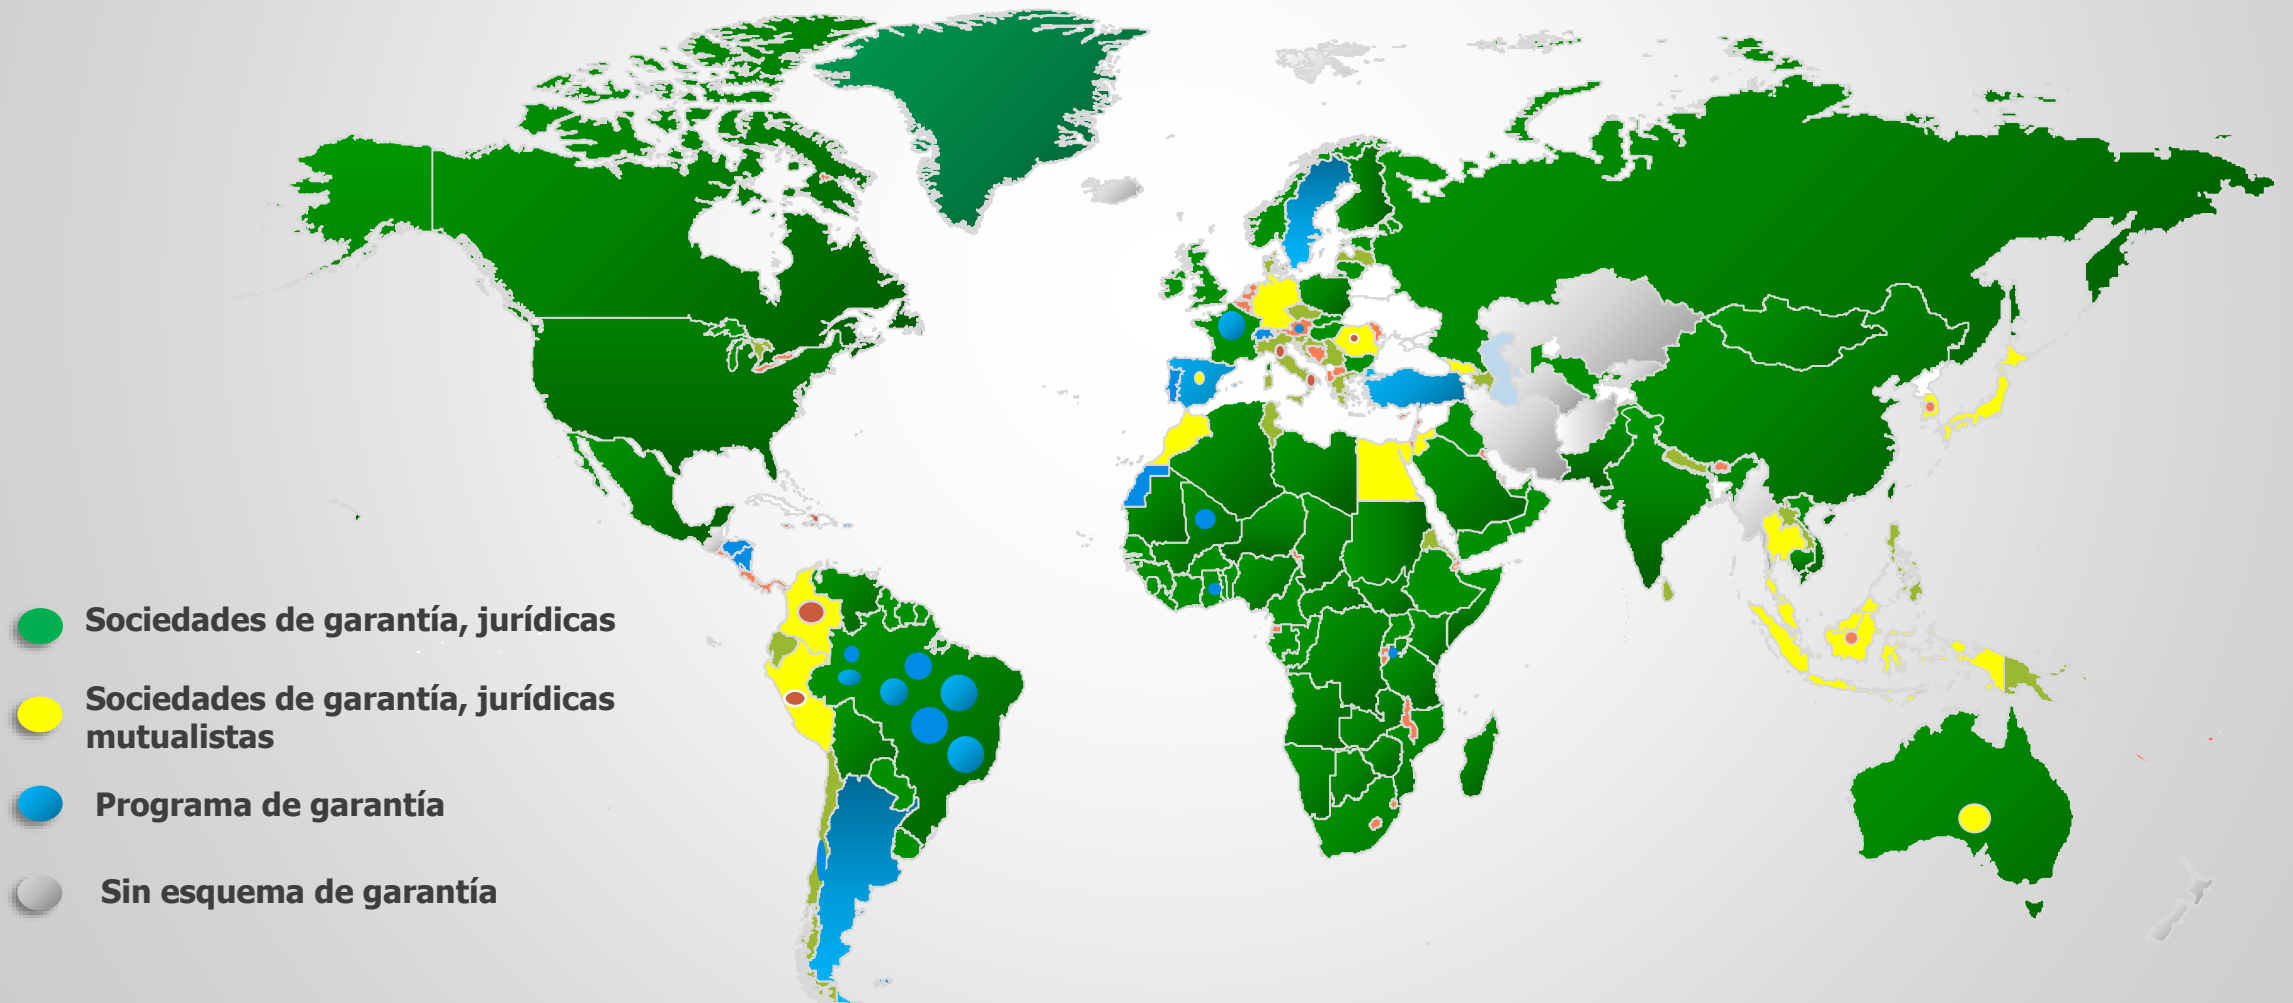 Sociedades de garantía, jurídicas
Sociedades de garantía, jurídicas
mutualistas
Programa de garantía
Sin esquema de garantía